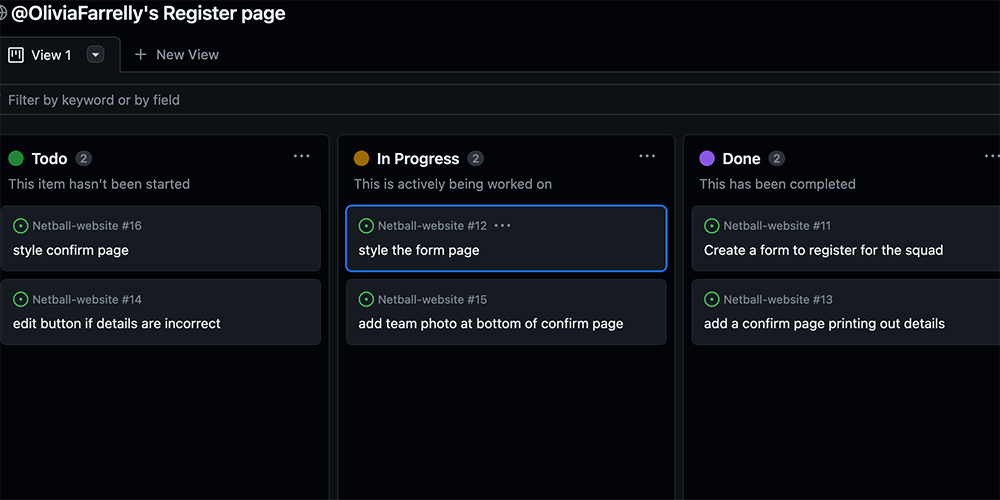 @OliviaFarrelly's Register page
View 1
New View
Filter by keyword or by field
Todo 2
This item hasn't been started
Netball-website #16
style confirm page
Netball-website #14
edit button if details are incorrect
In Progress 2
This is actively being worked on
Netball-website #12
style the form page
Netball-website #15
add team photo at bottom of confirm page
Done 2
This has been completed
Netball-website #11
Create a form to register for the squad
Netball-website #13
add a confirm page printing out details